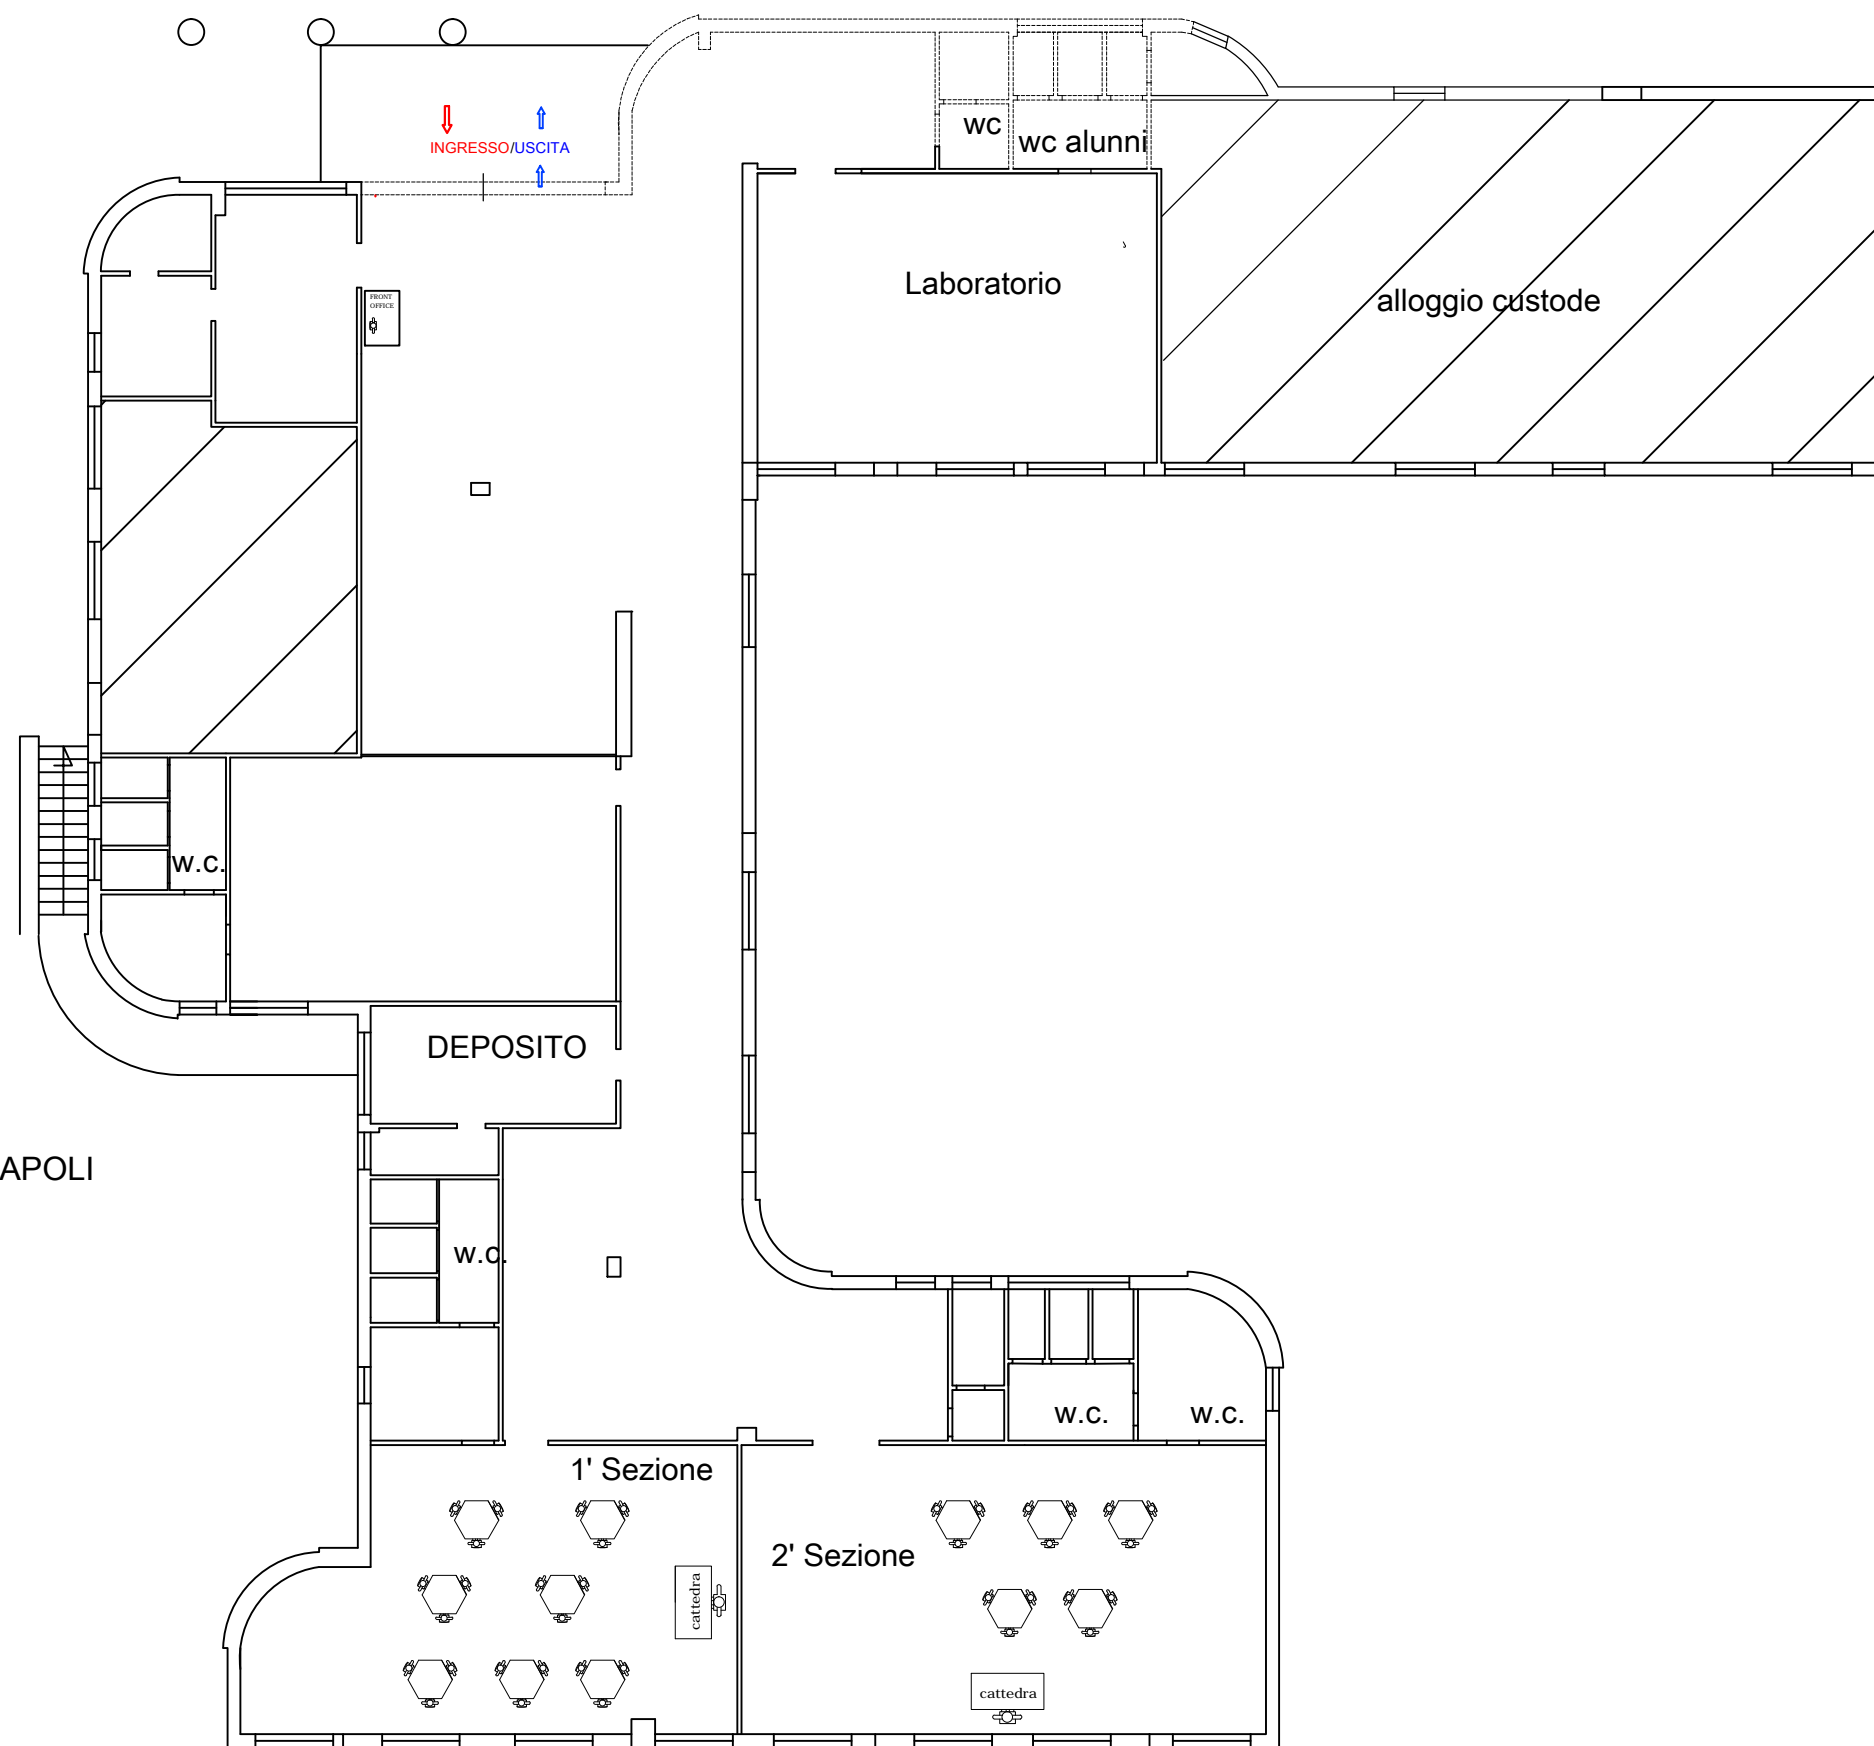 wc
wc alunni
INGRESSO/USCITA
Laboratorio
alloggio custode
FRONT
OFFICE
w.c.
DEPOSITO
APOLI
w.c.
w.c.
w.c.
1' Sezione
2' Sezione
cattedra
cattedra